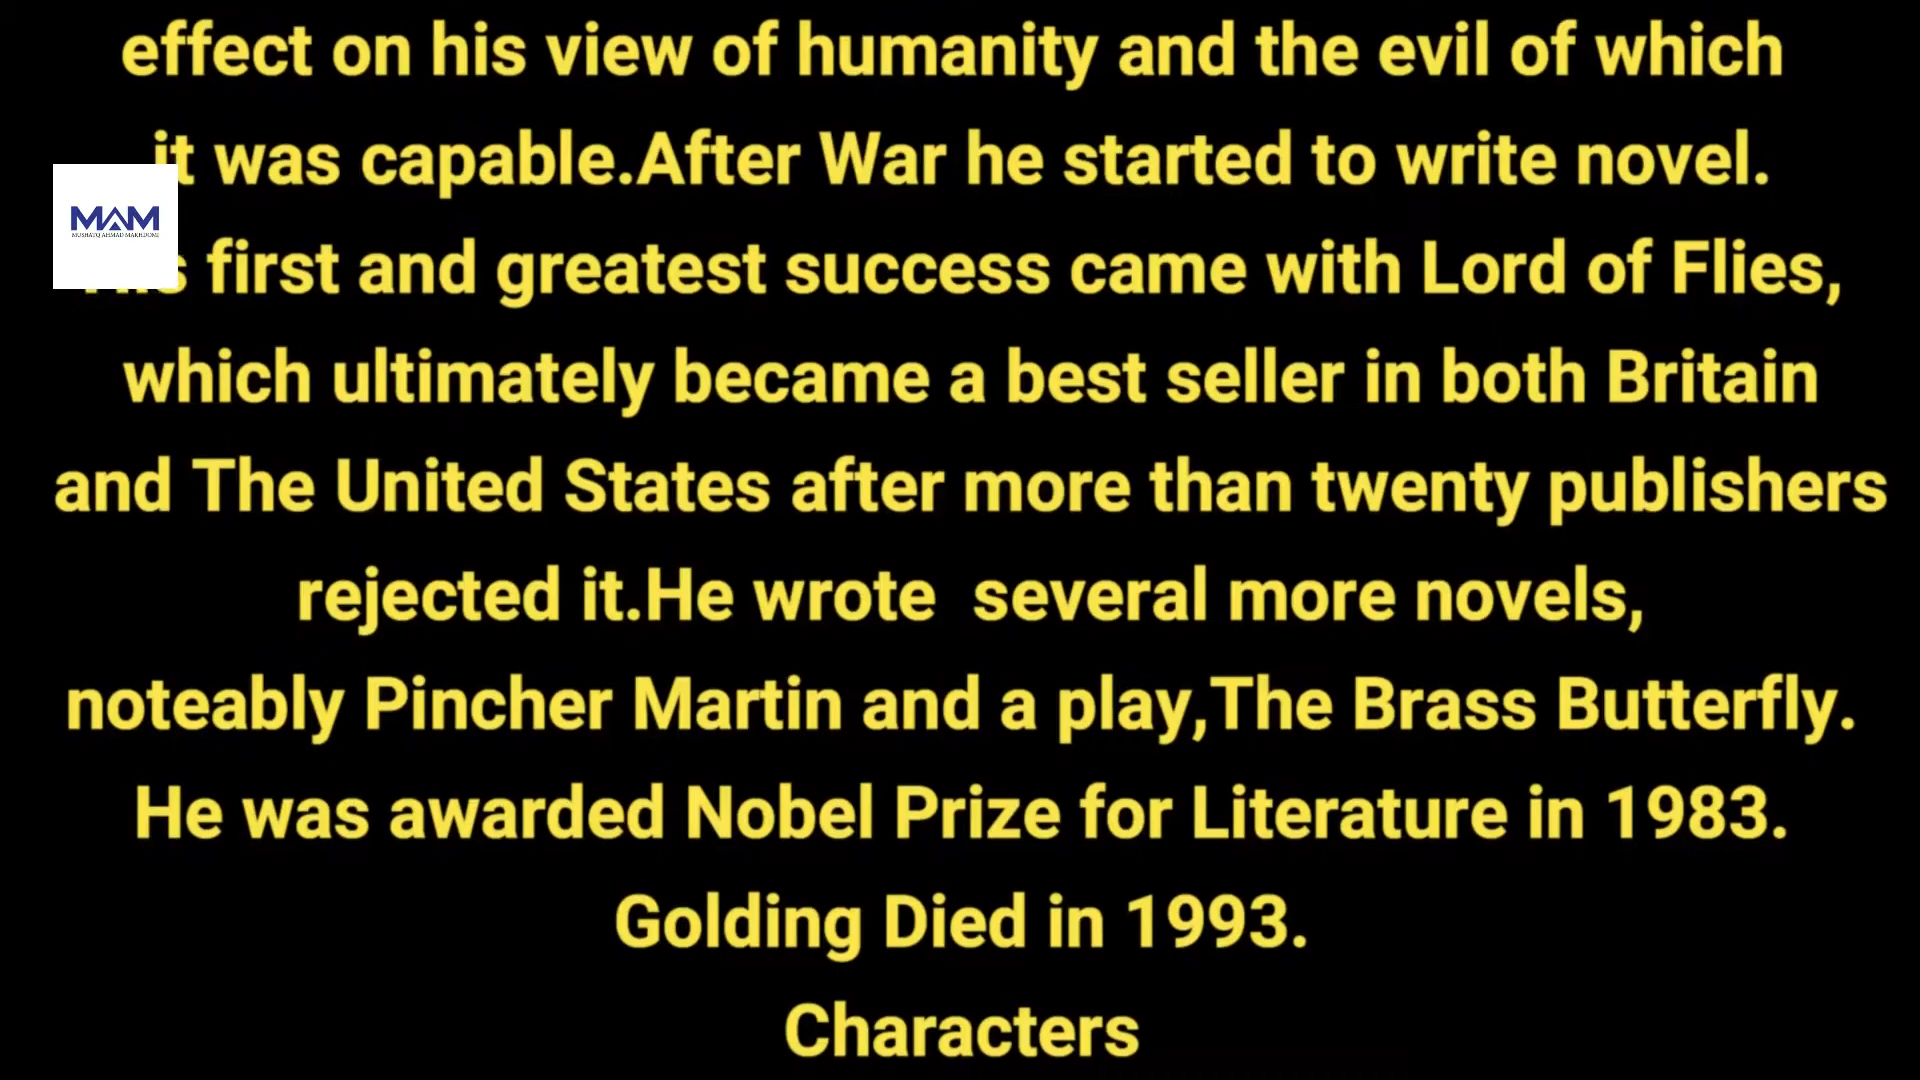 effect on his view of humanity and the evil of which
it was capable.After War he started to write novel.
MAM
MUSHATQ AHMAD MAKHDOMI
first and greatest success came with Lord of Flies,
which ultimately became a best seller in both Britain
and The United States after more than twenty publishers
rejected it.He wrote  several more novels,
noteably Pincher Martin and a play,The Brass Butterfly.
He was awarded Nobel Prize for Literature in 1983.
Golding Died in 1993.
Characters